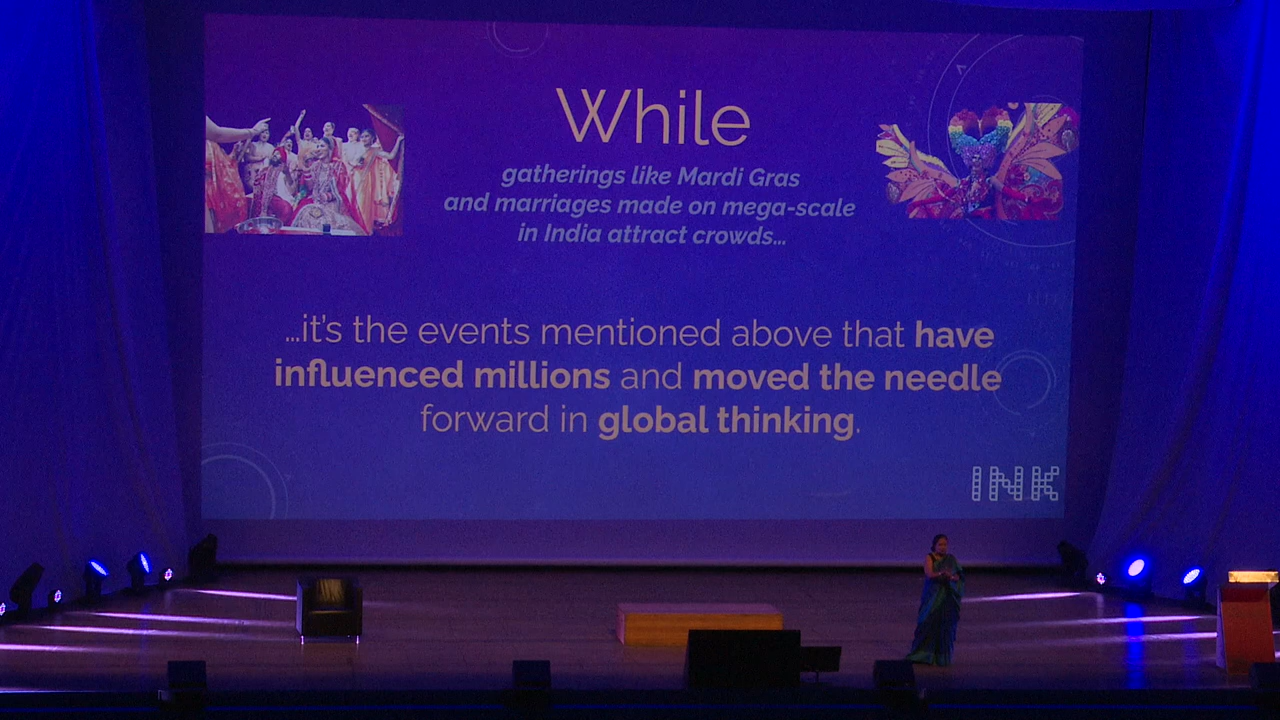 While
gatherings like Mardi Gras
and marriages made on mega-scale
in India attract crowds...
...it's the events mentioned above that have
influenced millions and moved the needle
forward in global thinking.
INK